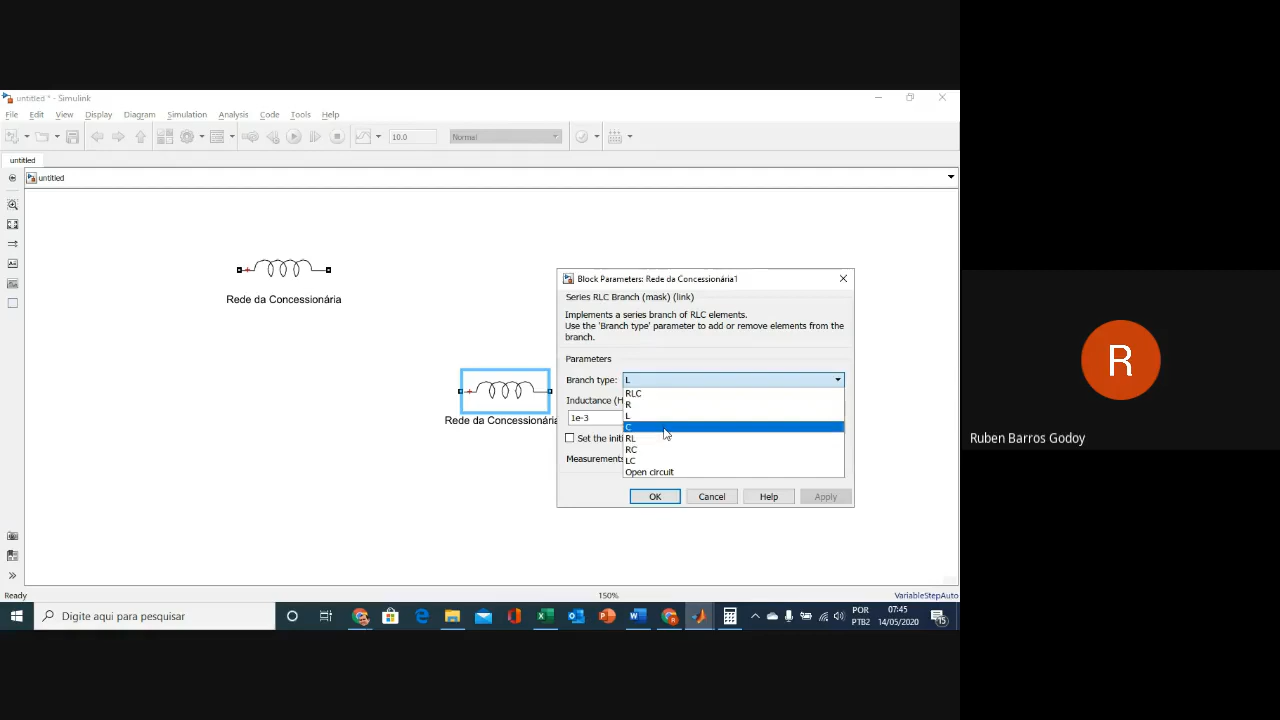 untitled * - Simulink
File Edit View Display Diagram Simulation Analysis Code Tools Help
10.0 Normal
untitled
untitled
Rede da Concessionária
Rede da Concessionária
Block Parameters: Rede da Concessionária1
Series RLC Branch (mask) (link)
Implements a series branch of RLC elements.
Use the 'Branch type' parameter to add or remove elements from the
branch.
Parameters
Branch type: L
RLC
R
L
C
RL
RC
LC
Open circuit
Inductance (H
1e-3
Set the initi
Measurements
OK Cancel Help Apply
R
Ruben Barros Godoy
Ready 150% VariableStepAuto
Digite aqui para pesquisar
POR
PTB2
07:45
14/05/2020
15